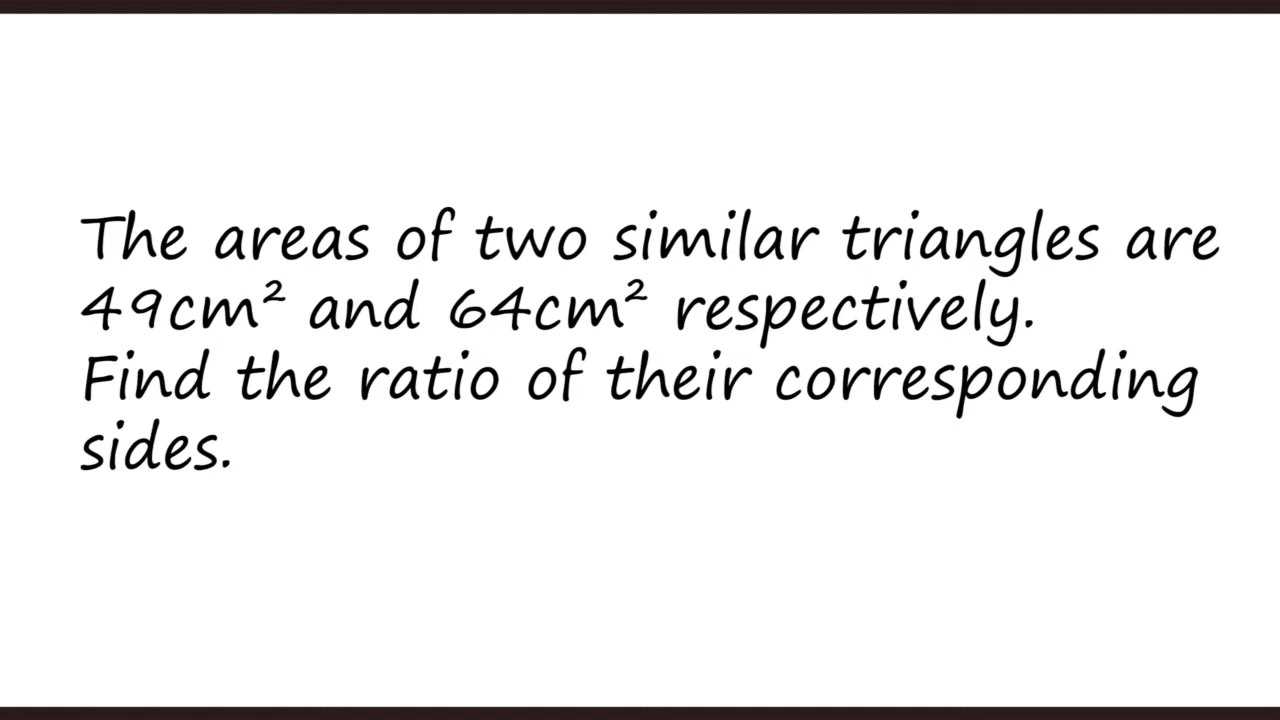 The areas of two similar triangles are
49cm² and 64cm² respectively.
Find the ratio of their corresponding
sides.